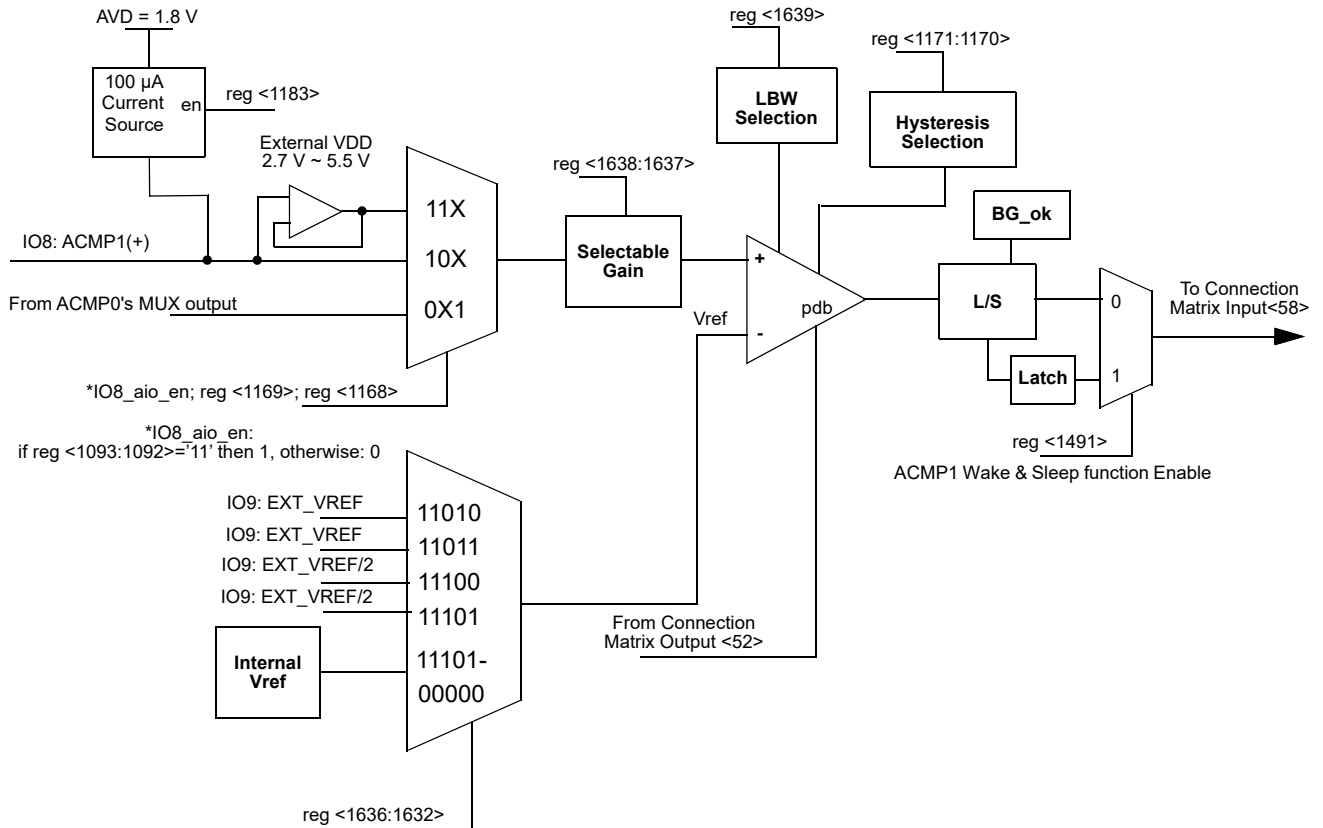 AVD = 1.8 V
100 µA
Current
Source
en
reg <1183>
External VDD
2.7 V ~ 5.5 V
IO8: ACMP1(+)
From ACMP0's MUX output
11X
10X
0X1
*IO8_aio_en; reg <1169>; reg <1168>
*IO8_aio_en:
if reg <1093:1092>='11' then 1, otherwise: 0
reg <1638:1637>
Selectable
Gain
reg <1639>
LBW
Selection
reg <1171:1170>
Hysteresis
Selection
+
-
pdb
Vref
BG_ok
L/S
Latch
0
1
To Connection
Matrix Input<58>
reg <1491>
ACMP1 Wake & Sleep function Enable
IO9: EXT_VREF
IO9: EXT_VREF
IO9: EXT_VREF/2
IO9: EXT_VREF/2
Internal
Vref
11010
11011
11100
11101
11101-
00000
From Connection
Matrix Output <52>
reg <1636:1632>